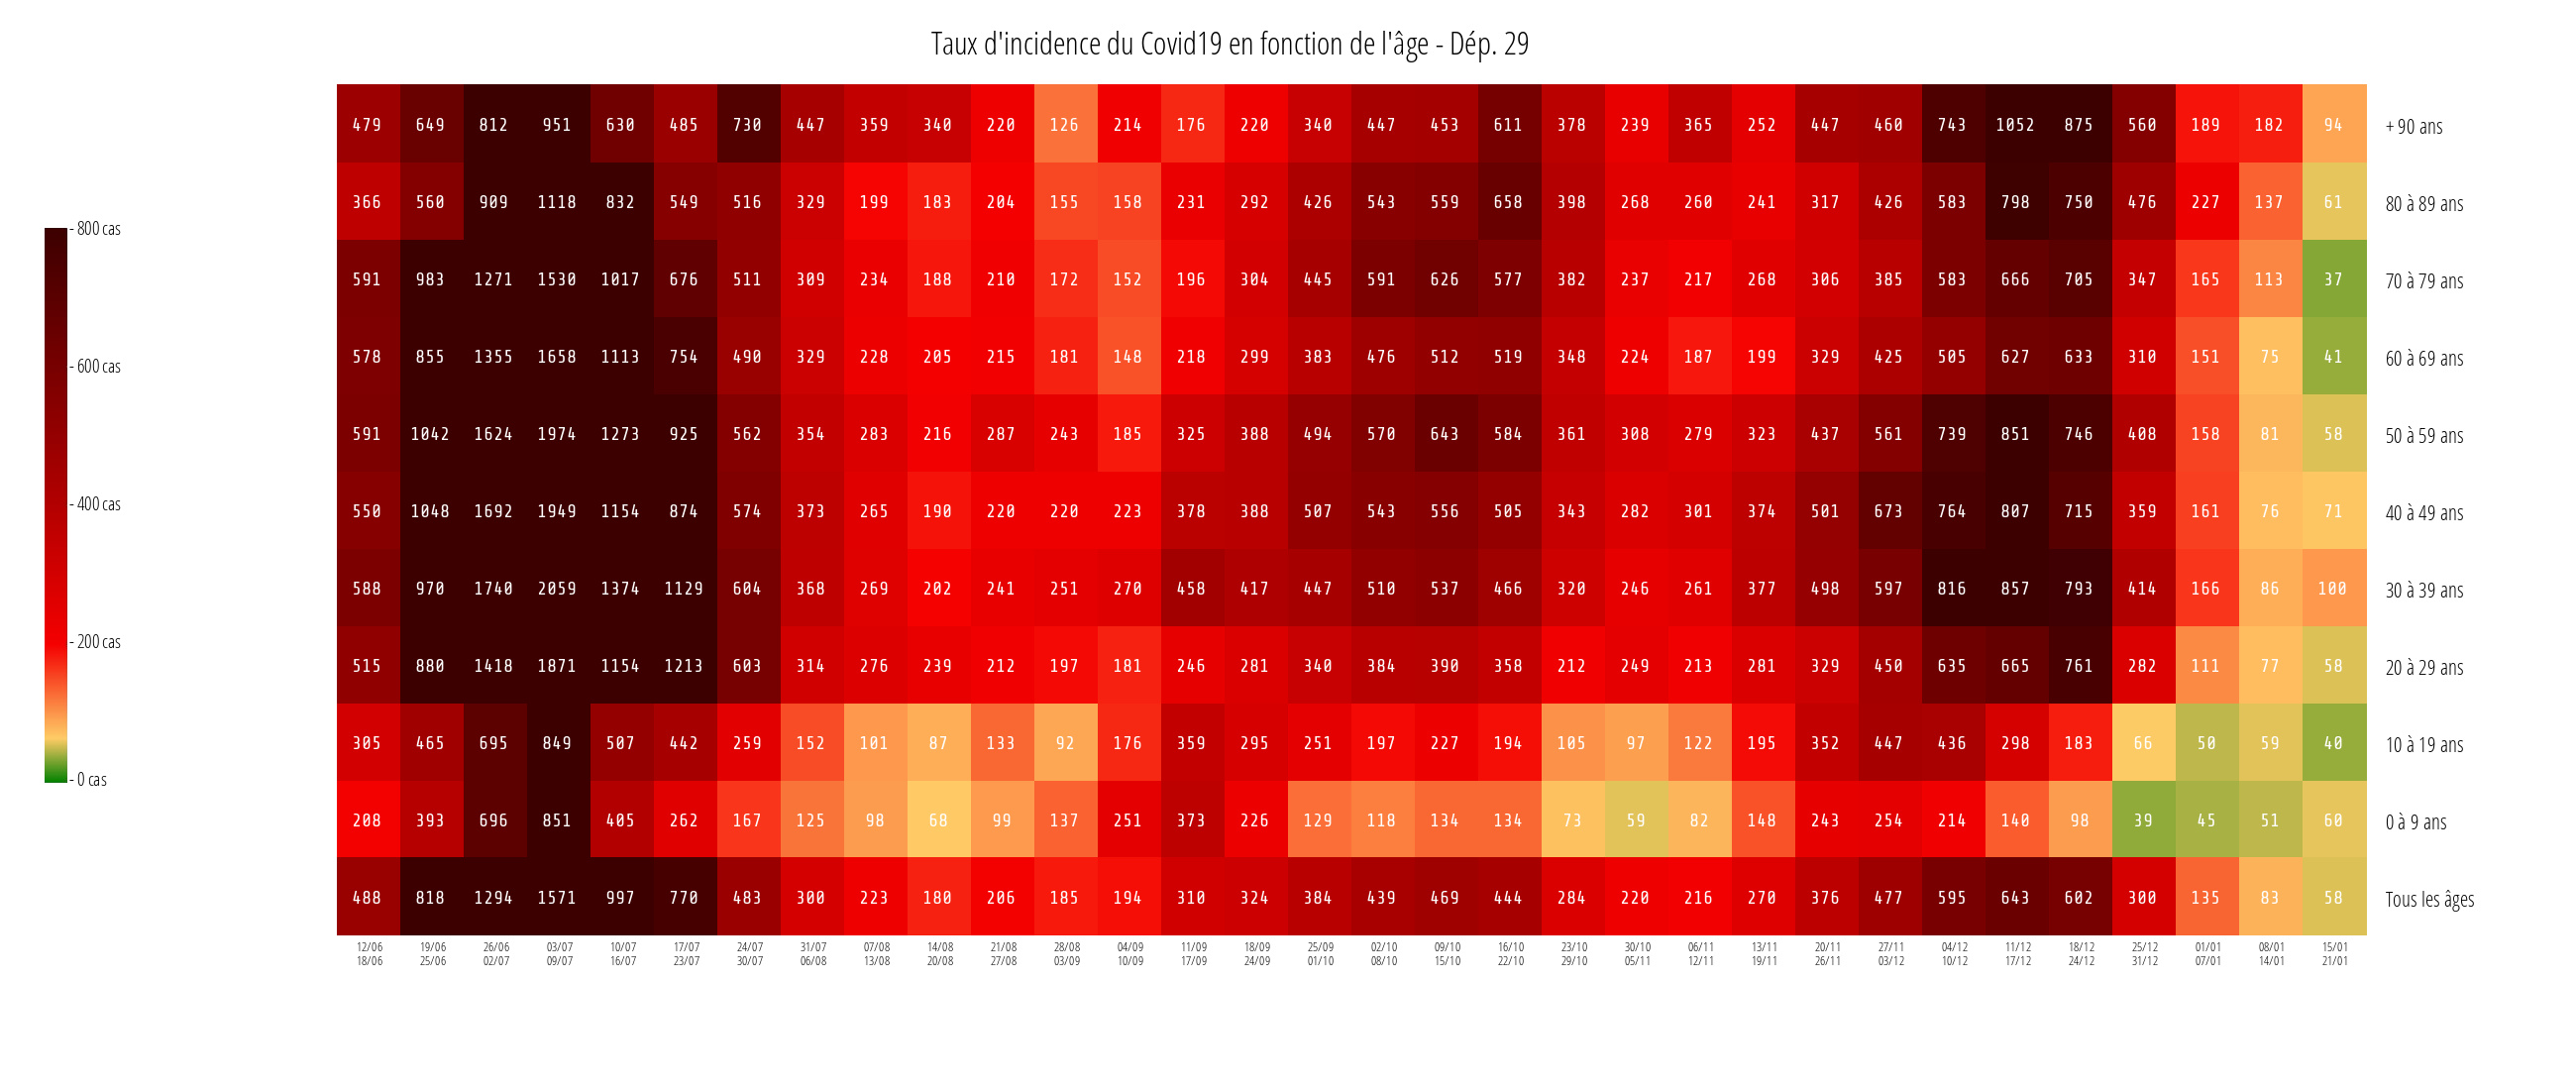 Taux d'incidence du Covid19 en fonction de l'âge - Dép. 29
- 800 cas
- 600 cas
- 400 cas
- 200 cas
- 0 cas
479 649 812 951 630 485 730 447 359 340 220 126 214 176 220 340 447 453 611 378 239 365 252 447 460 743 1052 875 560 189 182 94 + 90 ans
366 560 909 1118 832 549 516 329 199 183 204 155 158 231 292 426 543 559 658 398 268 260 241 317 426 583 798 750 476 227 137 61 80 à 89 ans
591 983 1271 1530 1017 676 511 309 234 188 210 172 152 196 304 445 591 626 577 382 237 217 268 306 385 583 666 705 347 165 113 37 70 à 79 ans
578 855 1355 1658 1113 754 490 329 228 205 215 181 148 218 299 383 476 512 519 348 224 187 199 329 425 505 627 633 310 151 75 41 60 à 69 ans
591 1042 1624 1974 1273 925 562 354 283 216 287 243 185 325 388 494 570 643 584 361 308 279 323 437 561 739 851 746 408 158 81 58 50 à 59 ans
550 1048 1692 1949 1154 874 574 373 265 190 220 220 223 378 388 507 543 556 505 343 282 301 374 501 673 764 807 715 359 161 76 71 40 à 49 ans
588 970 1740 2059 1374 1129 604 368 269 202 241 251 270 458 417 447 510 537 466 320 246 261 377 498 597 816 857 793 414 166 86 100 30 à 39 ans
515 880 1418 1871 1154 1213 603 314 276 239 212 197 181 246 281 340 384 390 358 212 249 213 281 329 450 635 665 761 282 111 77 58 20 à 29 ans
305 465 695 849 507 442 259 152 101 87 133 92 176 359 295 251 197 227 194 105 97 122 195 352 447 436 298 183 66 50 59 40 10 à 19 ans
208 393 696 851 405 262 167 125 98 68 99 137 251 373 226 129 118 134 134 73 59 82 148 243 254 214 140 98 39 45 51 60 0 à 9 ans
488 818 1294 1571 997 770 483 300 223 180 206 185 194 310 324 384 439 469 444 284 220 216 270 376 477 595 643 602 300 135 83 58 Tous les âges
12/06 19/06 26/06 03/07 10/07 17/07 24/07 31/07 07/08 14/08 21/08 28/08 04/09 11/09 18/09 25/09 02/10 09/10 16/10 23/10 30/10 06/11 13/11 20/11 27/11 04/12 11/12 18/12 25/12 01/01 08/01 15/01
18/06 25/06 02/07 09/07 16/07 23/07 30/07 06/08 13/08 20/08 27/08 03/09 10/09 17/09 24/09 01/10 08/10 15/10 22/10 29/10 05/11 12/11 19/11 26/11 03/12 10/12 17/12 24/12 31/12 07/01 14/01 21/01